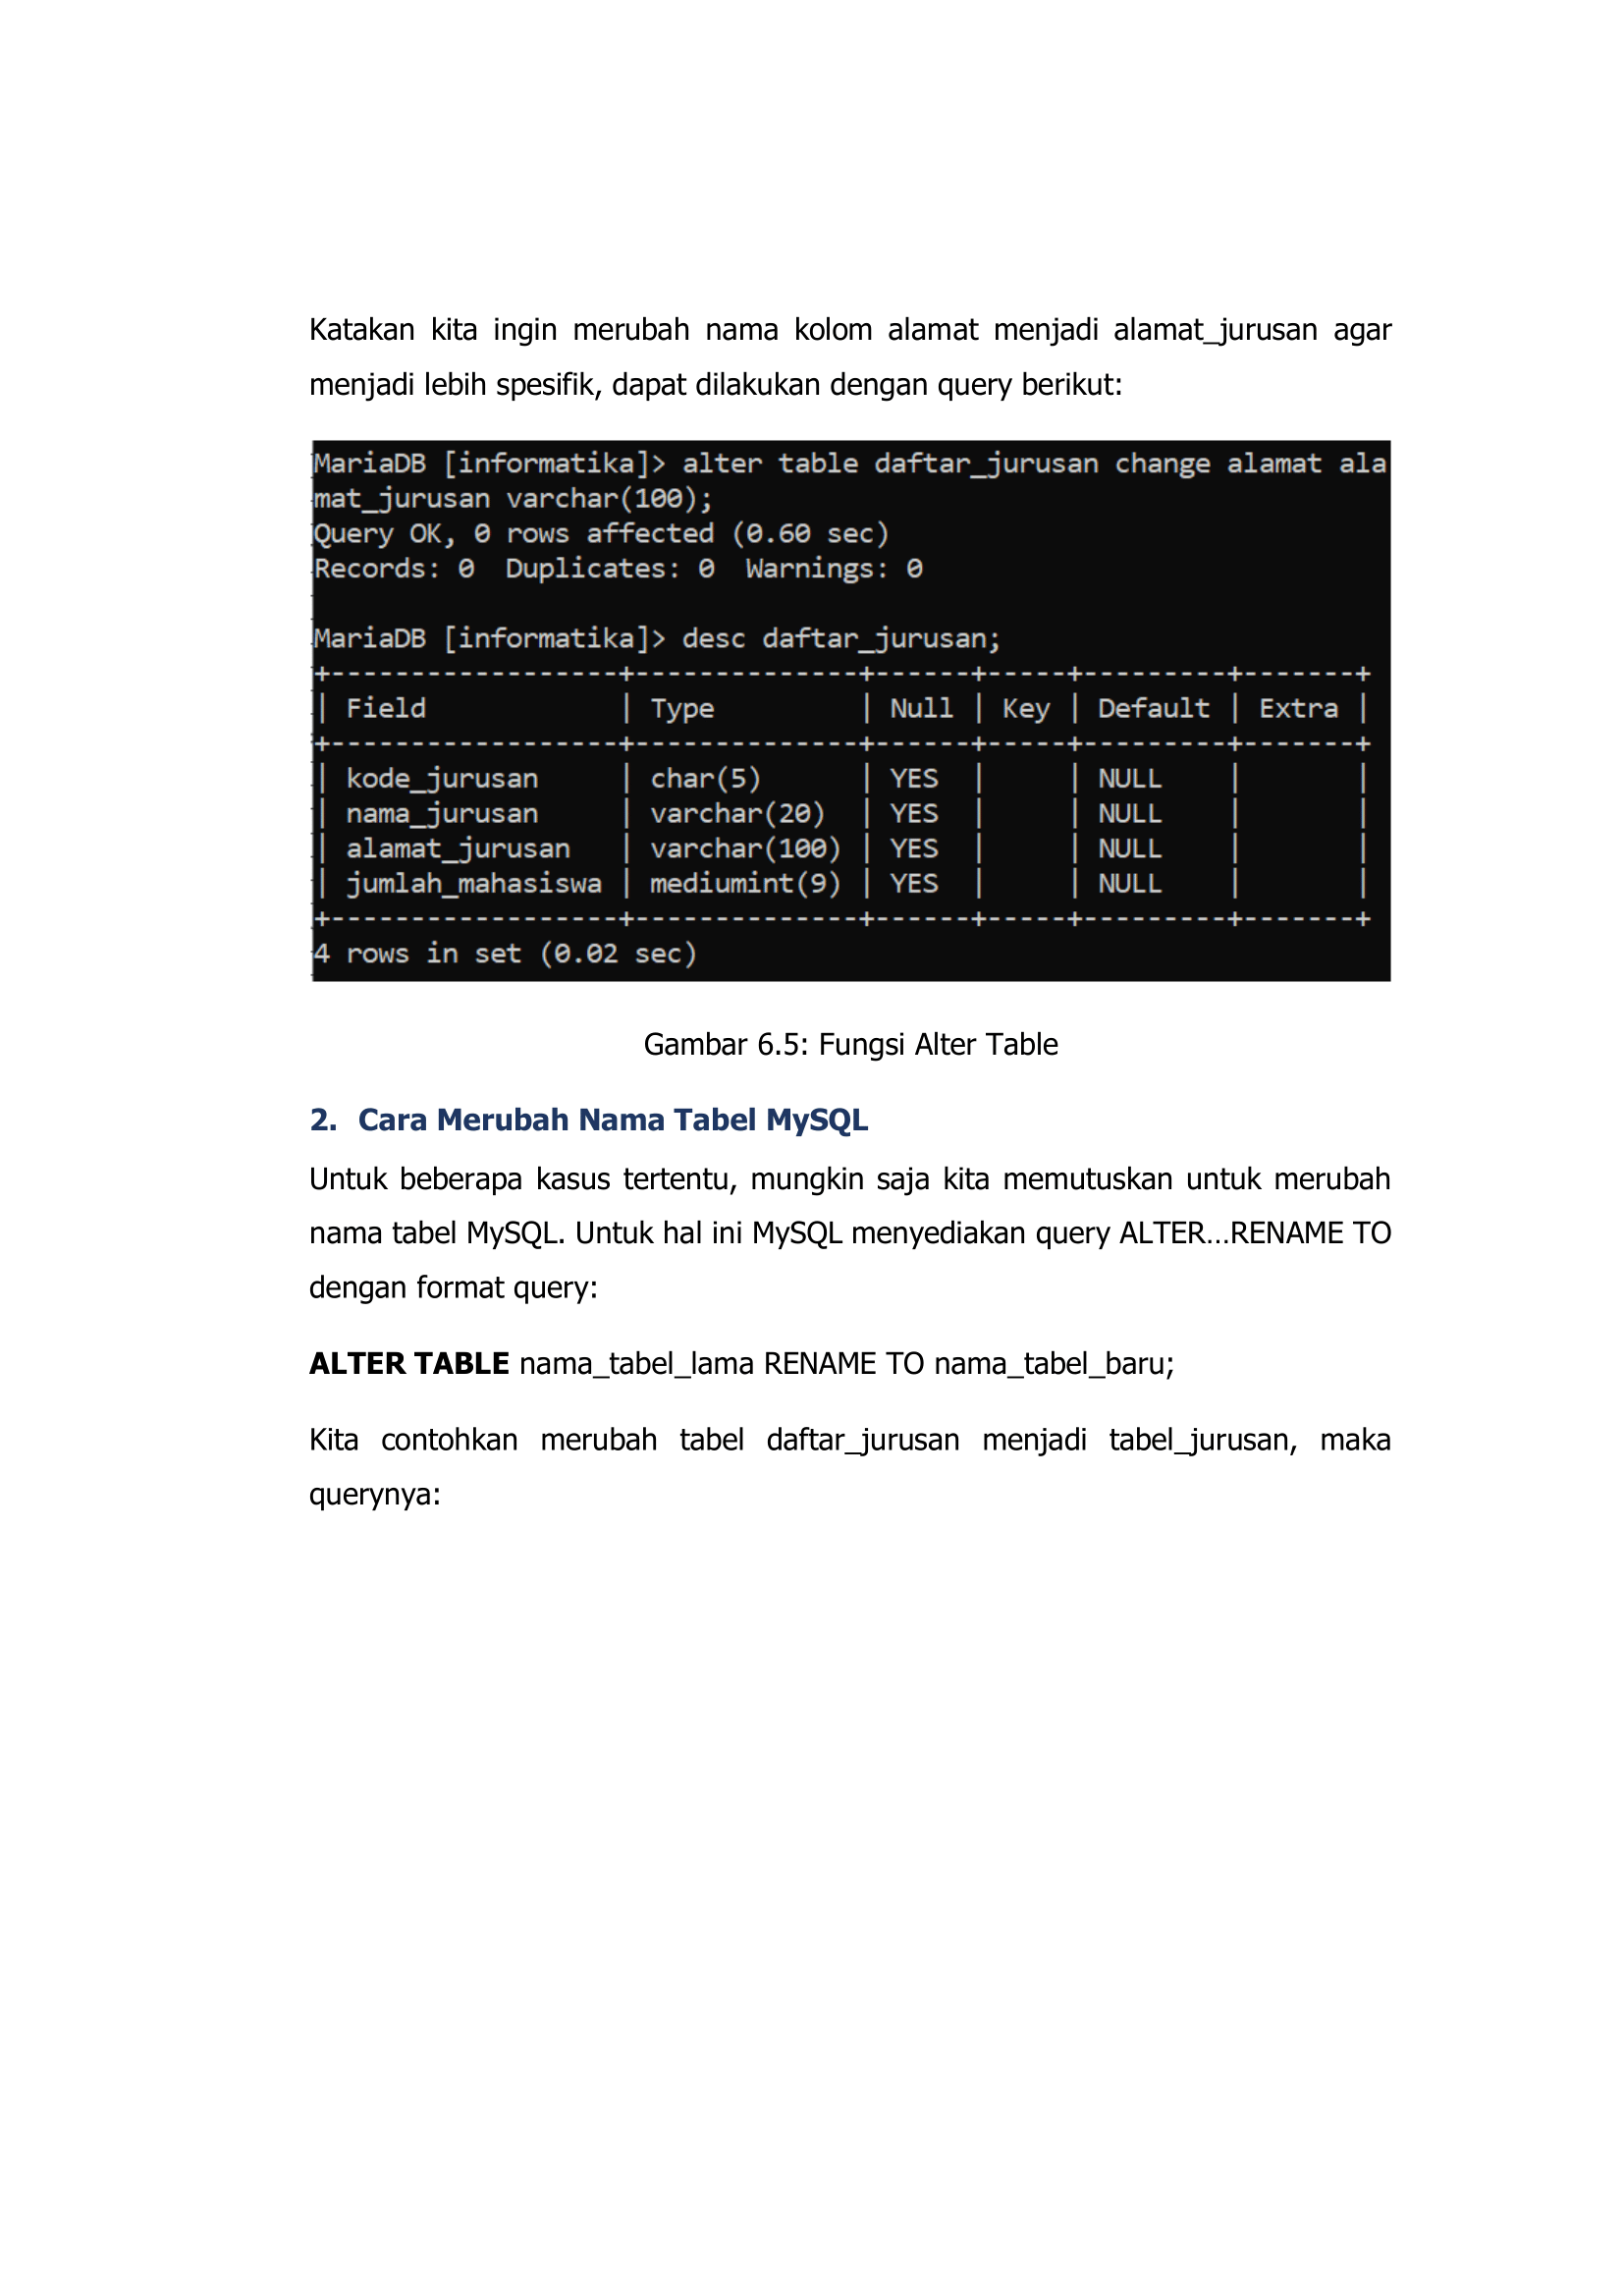 Katakan kita ingin merubah nama kolom alamat menjadi alamat_jurusan agar
menjadi lebih spesifik, dapat dilakukan dengan query berikut:
MariaDB [informatika]> alter table daftar_jurusan change alamat ala
mat_jurusan varchar(100);
Query OK, 0 rows affected (0.60 sec)
Records: 0  Duplicates: 0  Warnings: 0
MariaDB [informatika]> desc daftar_jurusan;
+------------------+--------------+------+-----+---------+-------+
| Field            | Type         | Null | Key | Default | Extra |
+------------------+--------------+------+-----+---------+-------+
| kode_jurusan     | char(5)      | YES  |     | NULL    |       |
| nama_jurusan     | varchar(20)  | YES  |     | NULL    |       |
| alamat_jurusan   | varchar(100) | YES  |     | NULL    |       |
| jumlah_mahasiswa | mediumint(9) | YES  |     | NULL    |       |
+------------------+--------------+------+-----+---------+-------+
4 rows in set (0.02 sec)
Gambar 6.5: Fungsi Alter Table
2. Cara Merubah Nama Tabel MySQL
Untuk beberapa kasus tertentu, mungkin saja kita memutuskan untuk merubah
nama tabel MySQL. Untuk hal ini MySQL menyediakan query ALTER...RENAME TO
dengan format query:
ALTER TABLE nama_tabel_lama RENAME TO nama_tabel_baru;
Kita contohkan merubah tabel daftar_jurusan menjadi tabel_jurusan, maka
querynya: